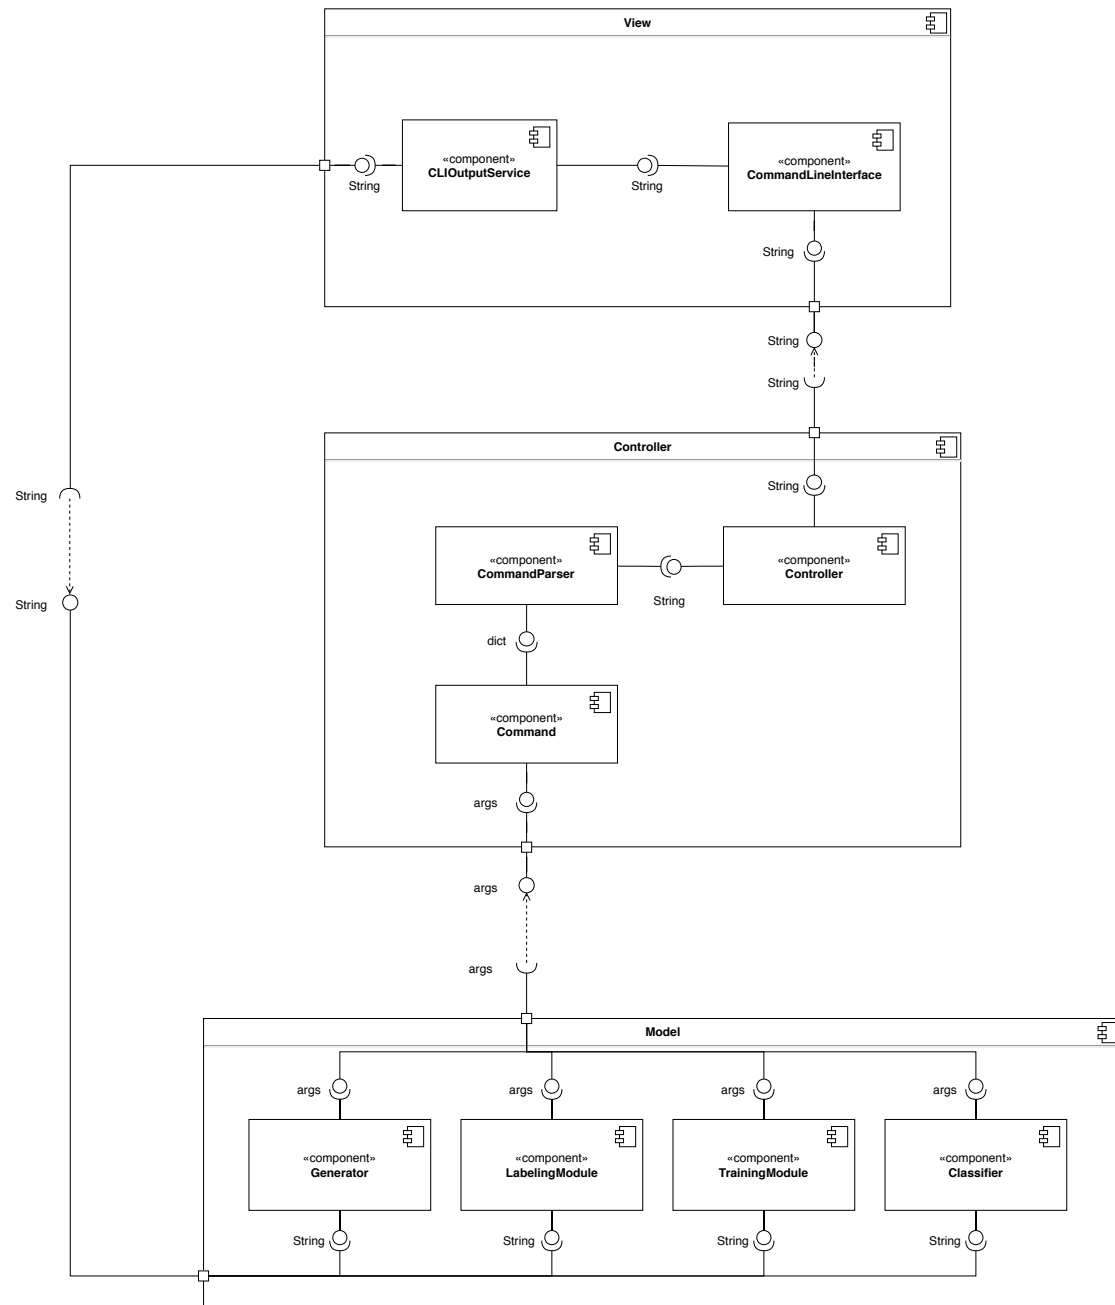 View
«component»
CLIOutputService
«component»
CommandLineInterface
String
String
String
String
String
Controller
String
String
«component»
CommandParser
«component»
Controller
String
String
dict
«component»
Command
args
args
args
Model
args
args
args
args
«component»
Generator
«component»
LabelingModule
«component»
TrainingModule
«component»
Classifier
String
String
String
String